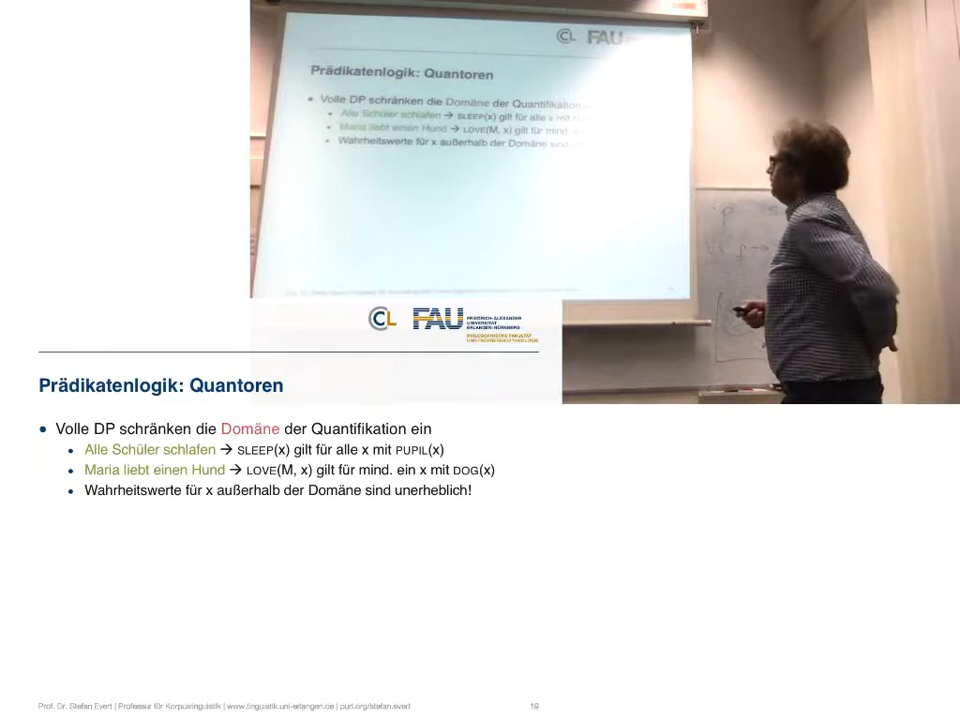 CL FAU
Prädikatenlogik: Quantoren
• Volle DP schränken die Domäne der Quantifikation
• Alle Schüler schlafen → SLEEP(x) gilt für alle x mit
• Maria liebt einen Hund → LOVE(M, x) gilt für mind.
• Wahrheitswerte für x außerhalb der Domäne sind
P S
CL FAU FRIEDRICH-ALEXANDER
UNIVERSITÄT
ERLANGEN-NÜRNBERG
PHILOSOPHISCHE FAKULTÄT
UND FACHBEREICH THEOLOGIE
Prädikatenlogik: Quantoren
• Volle DP schränken die Domäne der Quantifikation ein
• Alle Schüler schlafen → SLEEP(x) gilt für alle x mit PUPIL(x)
• Maria liebt einen Hund → LOVE(M, x) gilt für mind. ein x mit DOG(x)
• Wahrheitswerte für x außerhalb der Domäne sind unerheblich!
Prof. Dr. Stefan Evert | Professur für Korpuslinguistik | www.linguistik.uni-erlangen.de | purl.org/stefan.evert 19